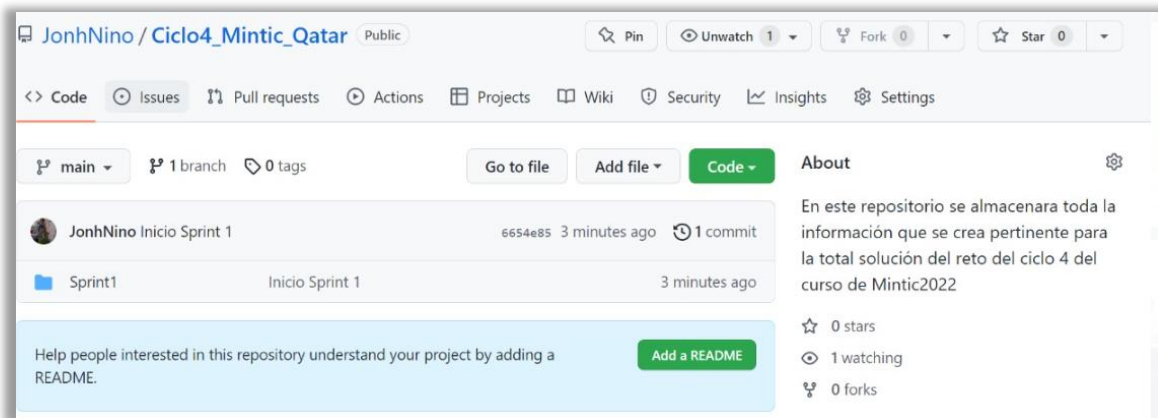 JonhNino / Ciclo4_Mintic_Qatar Public
Pin
Unwatch 1
Fork 0
Star 0
<> Code Issues Pull requests Actions Projects Wiki Security Insights Settings
main 1 branch 0 tags Go to file Add file Code
JonhNino Inicio Sprint 1 6654e85 3 minutes ago 1 commit
Sprint1 Inicio Sprint 1 3 minutes ago
Help people interested in this repository understand your project by adding a
README.
Add a README
About
En este repositorio se almacenara toda la
información que se crea pertinente para
la total solución del reto del ciclo 4 del
curso de Mintic2022
0 stars
1 watching
0 forks